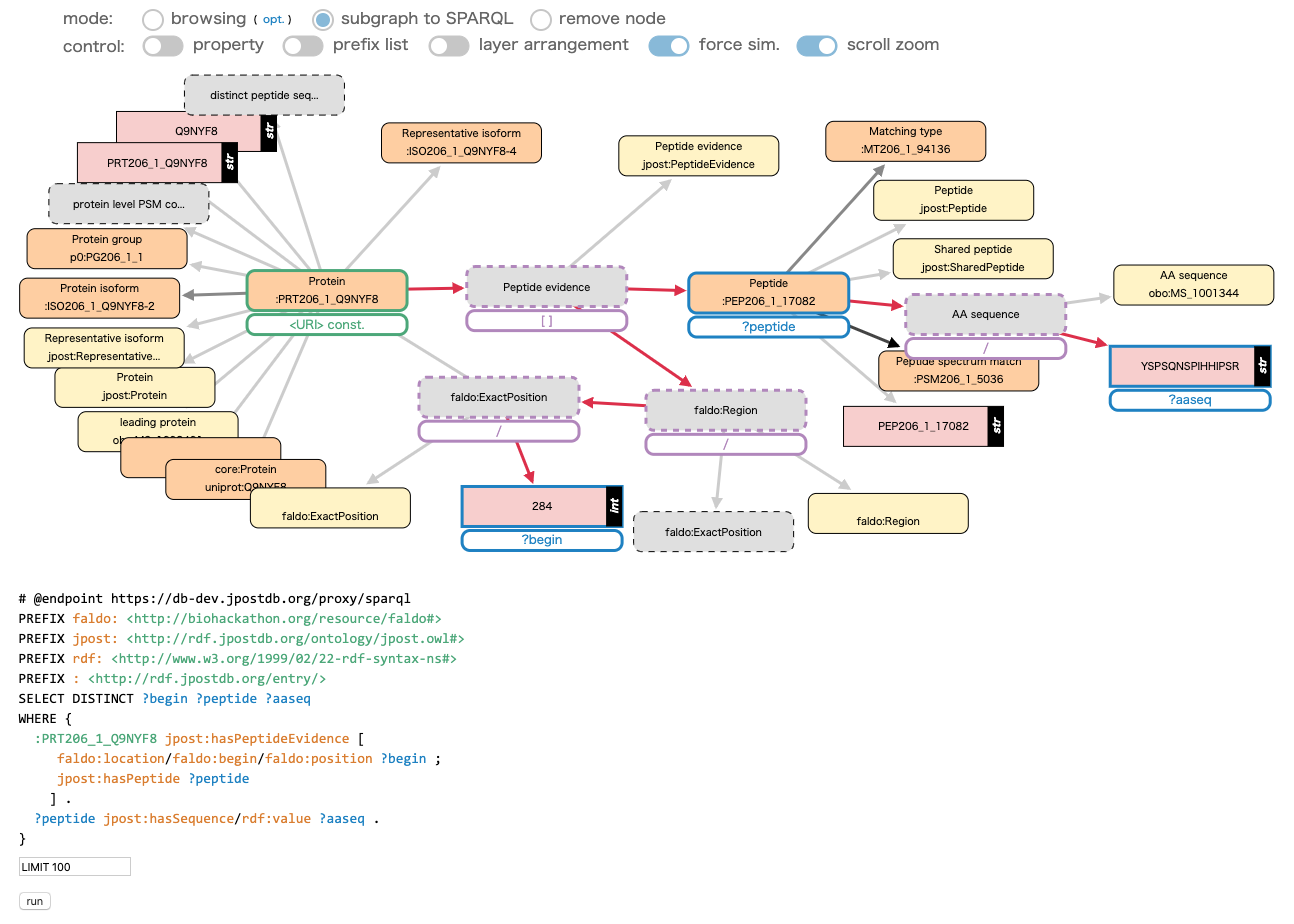 mode: browsing ( opt. ) subgraph to SPARQL remove node
control: property prefix list layer arrangement force sim. scroll zoom
distinct peptide seq...
Q9NYF8 str
PRT206_1_Q9NYF8 str
protein level PSM co...
Protein group
p0:PG206_1_1
Protein isoform
:ISO206_1_Q9NYF8-2
Representative isoform
jpost:Representative...
Protein
jpost:Protein
leading protein
core:Protein
uniprot:Q9NYF8
faldo:ExactPosition
Representative isoform
:ISO206_1_Q9NYF8-4
Protein
:PRT206_1_Q9NYF8
<URI> const.
Peptide evidence
jpost:PeptideEvidence
Peptide evidence
[ ]
faldo:ExactPosition
/
284 int
?begin
faldo:Region
/
faldo:ExactPosition
faldo:Region
Matching type
:MT206_1_94136
Peptide
jpost:Peptide
Shared peptide
jpost:SharedPeptide
Peptide
:PEP206_1_17082
?peptide
AA sequence
/
AA sequence
obo:MS_1001344
YSPSQNSPIHHIPSR str
?aaseq
Peptide spectrum match
:PSM206_1_5036
PEP206_1_17082 str
# @endpoint https://db-dev.jpostdb.org/proxy/sparql
PREFIX faldo: <http://biohackathon.org/resource/faldo#>
PREFIX jpost: <http://rdf.jpostdb.org/ontology/jpost.owl#>
PREFIX rdf: <http://www.w3.org/1999/02/22-rdf-syntax-ns#>
PREFIX : <http://rdf.jpostdb.org/entry/>
SELECT DISTINCT ?begin ?peptide ?aaseq
WHERE {
:PRT206_1_Q9NYF8 jpost:hasPeptideEvidence [
faldo:location/faldo:begin/faldo:position ?begin ;
jpost:hasPeptide ?peptide
] .
?peptide jpost:hasSequence/rdf:value ?aaseq .
}
LIMIT 100
run